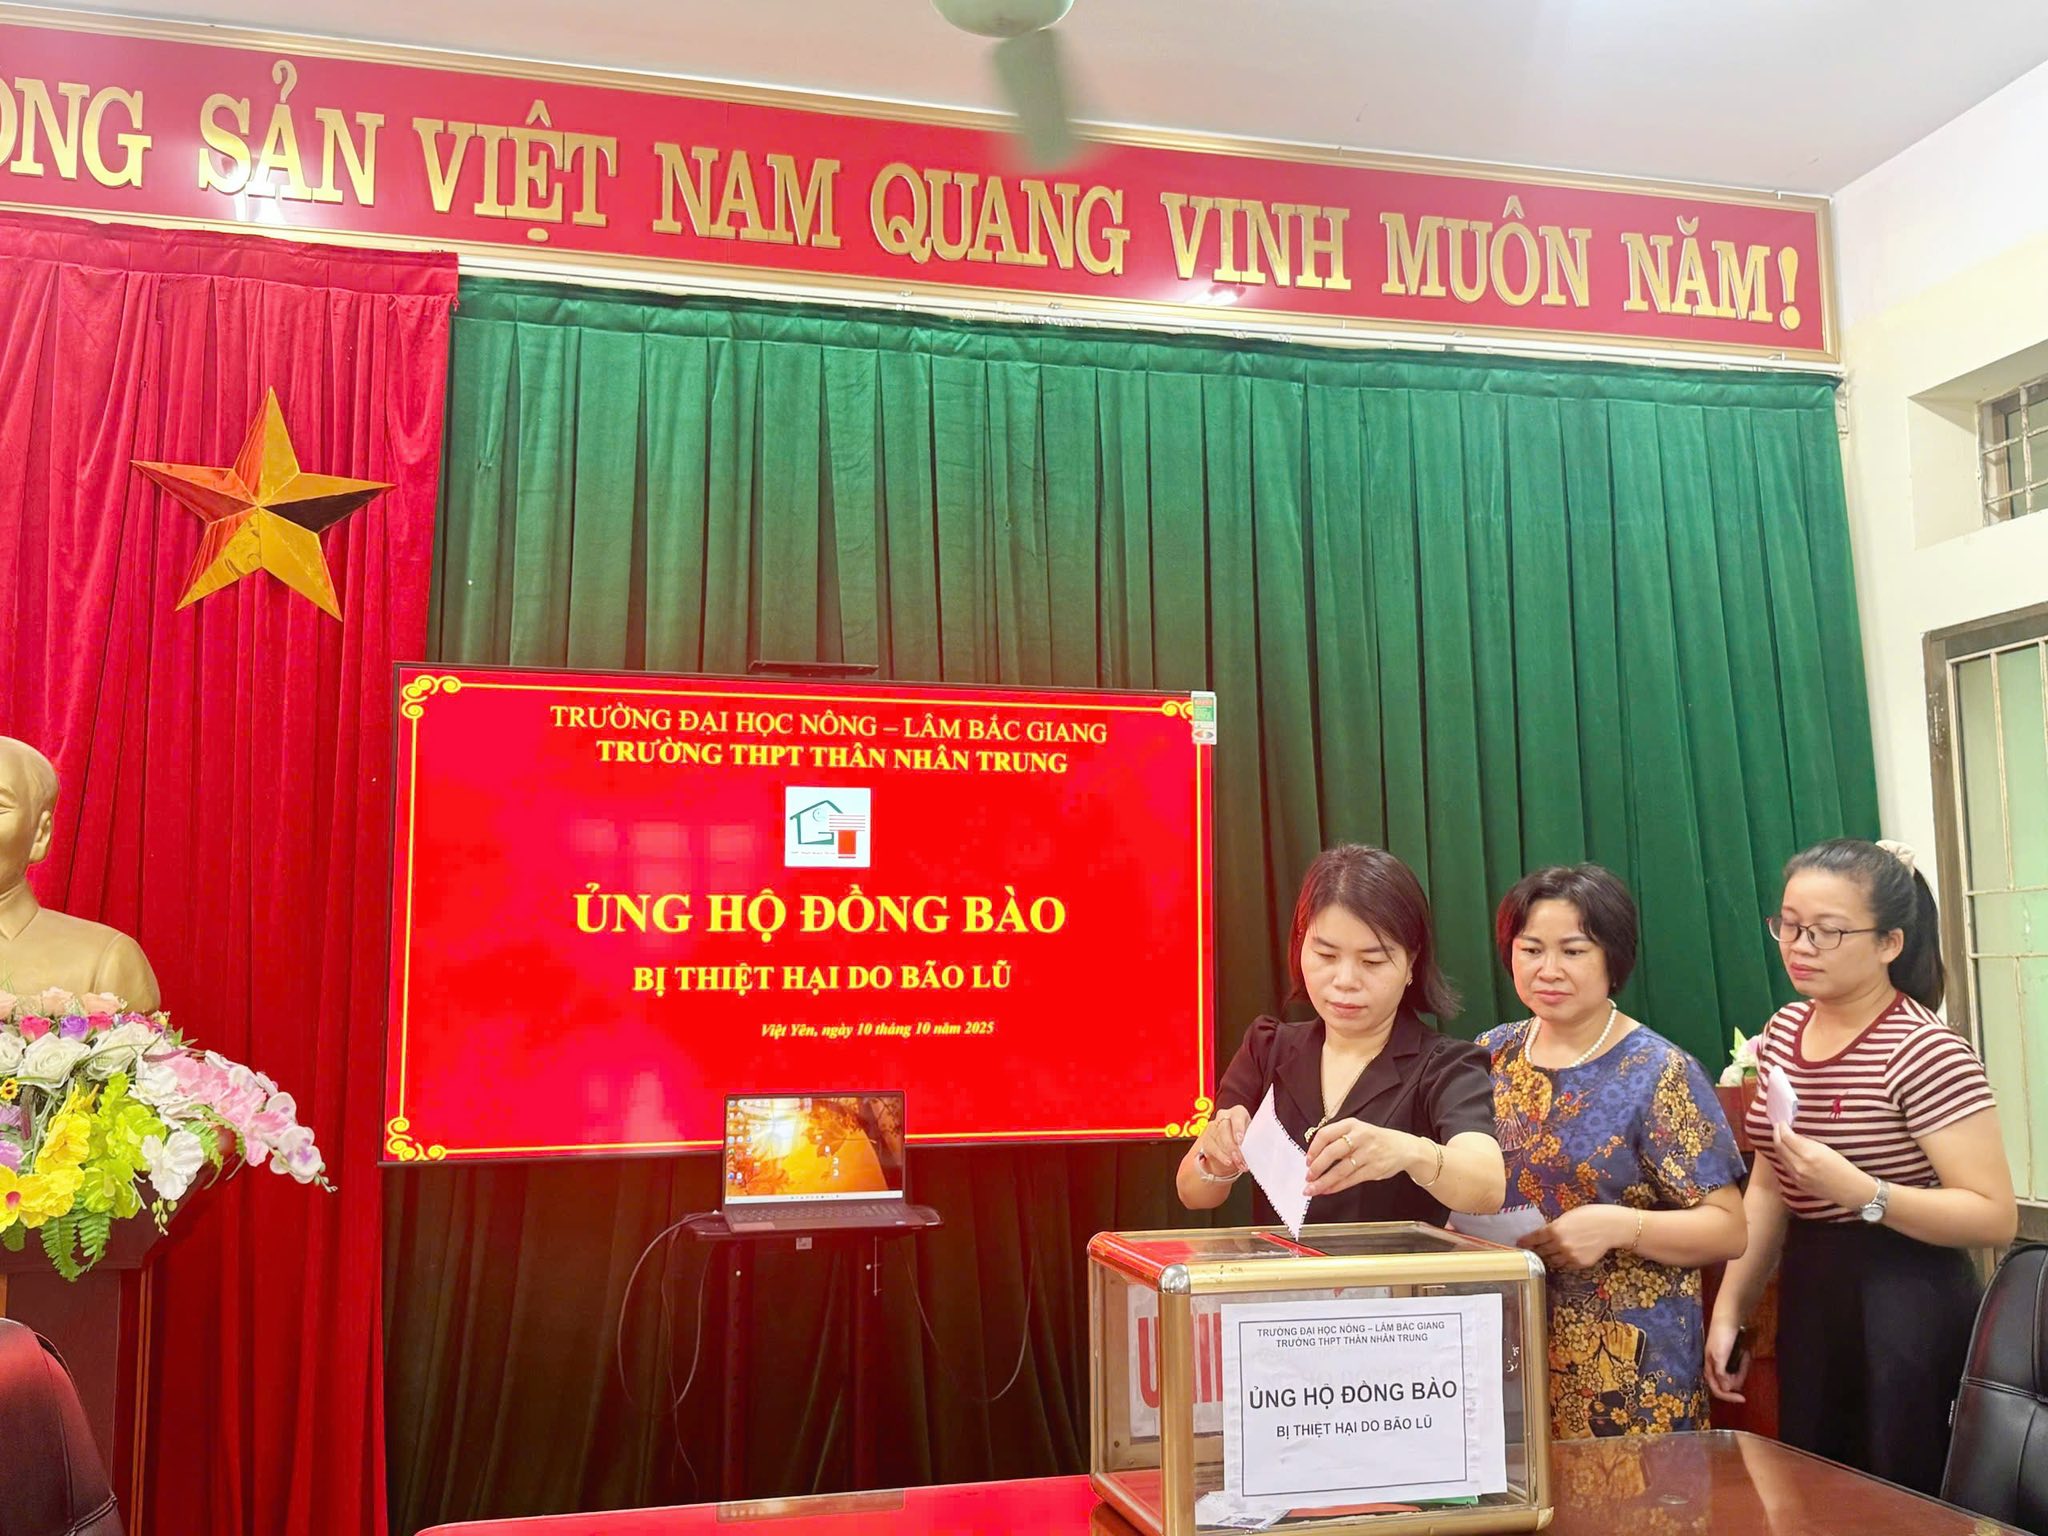 ỘNG SẢN VIỆT NAM QUANG VINH MUÔN NĂM!
TRƯỜNG ĐẠI HỌC NÔNG – LÂM BẮC GIANG
TRƯỜNG THPT THÂN NHÂN TRUNG
ỦNG HỘ ĐỒNG BÀO
BỊ THIỆT HẠI DO BÃO LŨ
Việt Yên, ngày 10 tháng 10 năm 2025
TRƯỜNG ĐẠI HỌC NÔNG – LÂM BẮC GIANG
TRƯỜNG THPT THÂN NHÂN TRUNG
ỦNG HỘ ĐỒNG BÀO
BỊ THIỆT HẠI DO BÃO LŨ